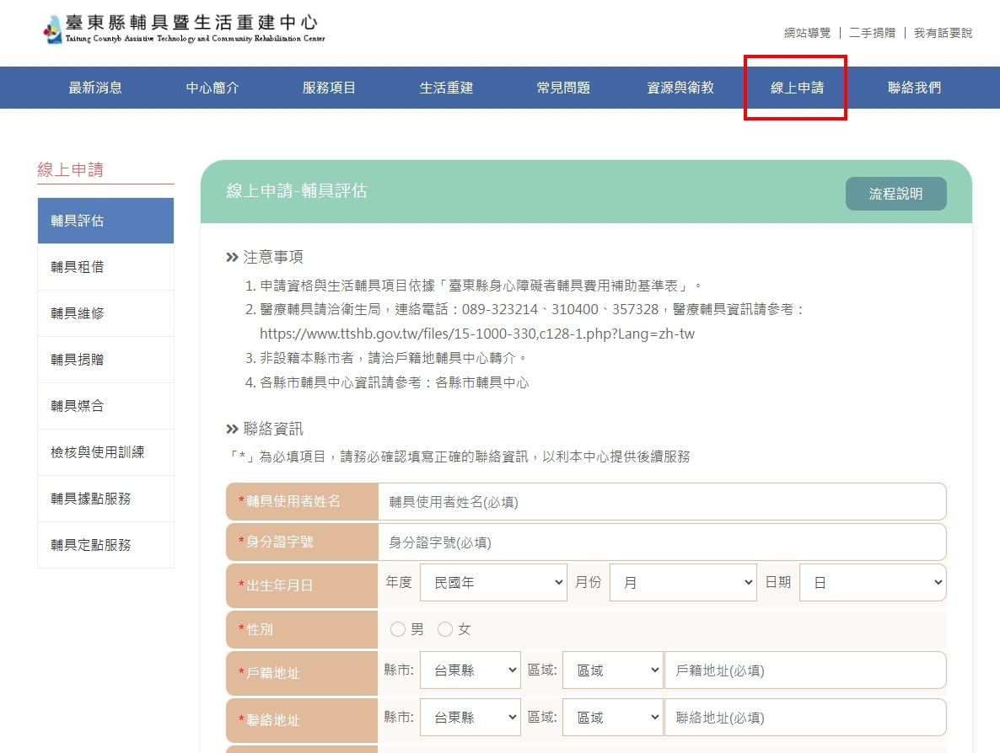 臺東縣輔具暨生活重建中心
Taitung Countyb Assistive Technology and Community Rehabilitation Center
網站導覽 | 二手捐贈 | 我有話要說
最新消息 中心簡介 服務項目 生活重建 常見問題 資源與衛教 線上申請 聯絡我們
線上申請
輔具評估
輔具租借
輔具維修
輔具捐贈
輔具媒合
檢核與使用訓練
輔具據點服務
輔具定點服務
線上申請-輔具評估
流程說明
注意事項
1. 申請資格與生活輔具項目依據「臺東縣身心障礙者輔具費用補助基準表」。
2. 醫療輔具請洽衛生局，連絡電話：089-323214、310400、357328，醫療輔具資訊請參考：
https://www.ttshb.gov.tw/files/15-1000-330,c128-1.php?Lang=zh-tw
3. 非設籍本縣市者，請洽戶籍地輔具中心轉介。
4. 各縣市輔具中心資訊請參考：各縣市輔具中心
聯絡資訊
「*」為必填項目，請務必確認填寫正確的聯絡資訊，以利本中心提供後續服務
*輔具使用者姓名 輔具使用者姓名(必填)
*身分證字號 身分證字號(必填)
*出生年月日 年度 民國年 月份 月 日期 日
*性別 男 女
*戶籍地址 縣市: 台東縣 區域: 區域 戶籍地址(必填)
*聯絡地址 縣市: 台東縣 區域: 區域 聯絡地址(必填)